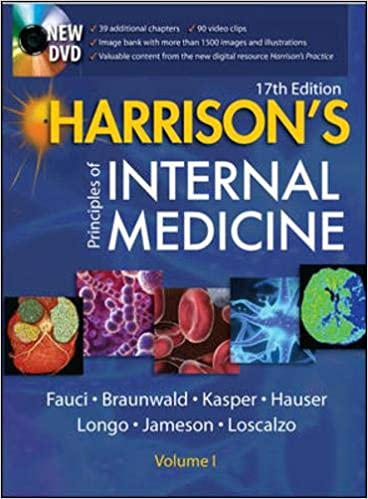 NEW
DVD
✓ 39 additional chapters ✓ 90 video clips
✓ Image bank with more than 1500 images and illustrations
✓ Valuable content from the new digital resource Harrison's Practice
17th Edition
HARRISON'S
Principles of
INTERNAL
MEDICINE
Fauci • Braunwald • Kasper • Hauser
Longo • Jameson • Loscalzo
Volume I